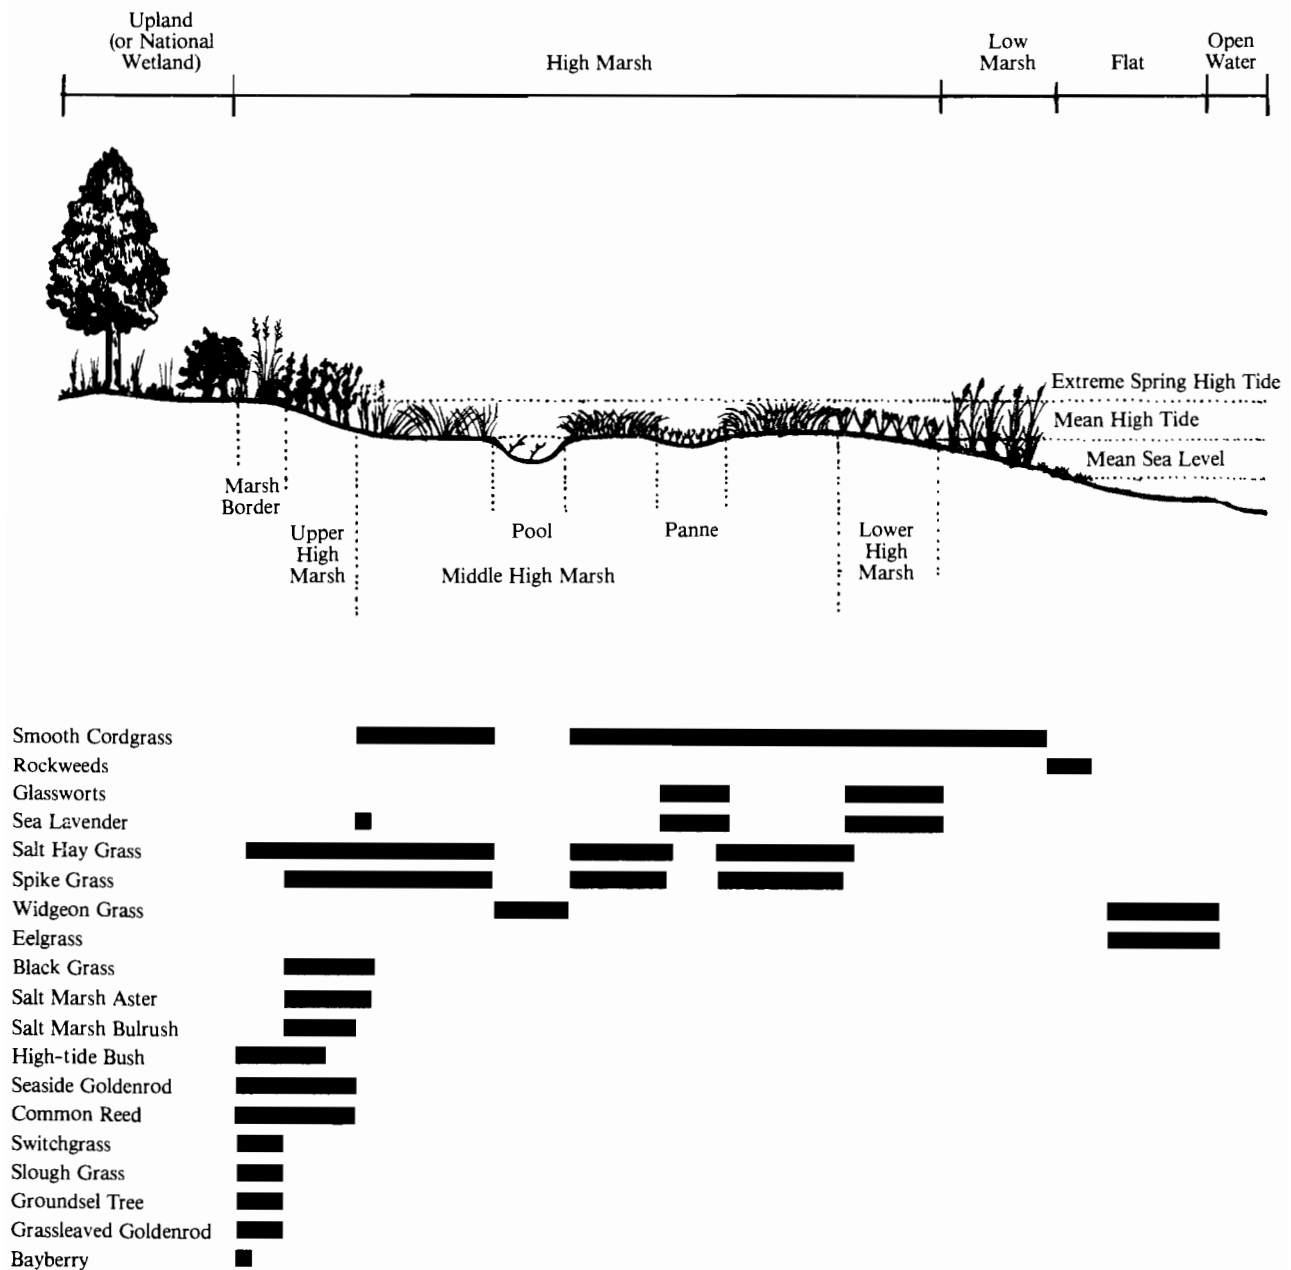 Upland
(or National
Wetland)
High Marsh
Low
Marsh
Flat
Open
Water
Extreme Spring High Tide
Mean High Tide
Mean Sea Level
Marsh
Border
Upper
High
Marsh
Pool
Panne
Lower
High
Marsh
Middle High Marsh
Smooth Cordgrass
Rockweeds
Glassworts
Sea Lavender
Salt Hay Grass
Spike Grass
Widgeon Grass
Eelgrass
Black Grass
Salt Marsh Aster
Salt Marsh Bulrush
High-tide Bush
Seaside Goldenrod
Common Reed
Switchgrass
Slough Grass
Groundsel Tree
Grassleaved Goldenrod
Bayberry